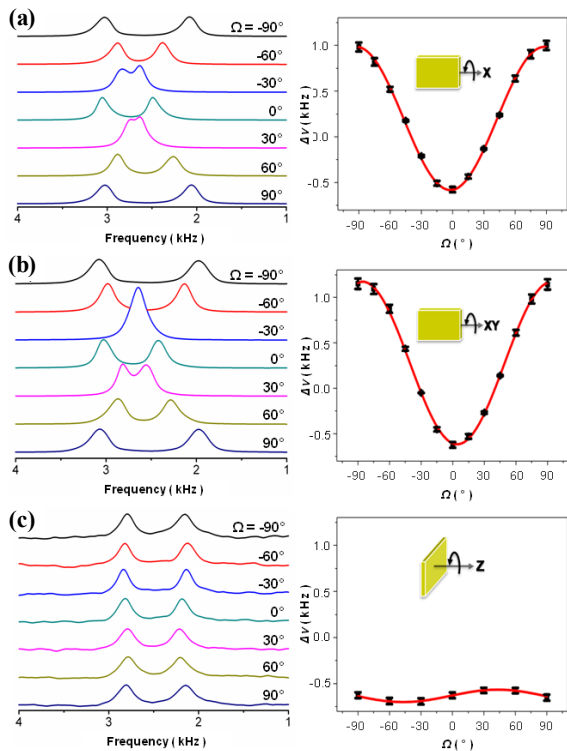 (a)
Ω = -90°
-60°
-30°
0°
30°
60°
90°
4 3 2 1
Frequency ( kHz )
Δν ( kHz )
1.0
0.5
0.0
-0.5
X
-90 -60 -30 0 30 60 90
Ω ( ° )
(b)
Ω = -90°
-60°
-30°
0°
30°
60°
90°
4 3 2 1
Frequency ( kHz )
Δν ( kHz )
1.0
0.5
0.0
-0.5
XY
-90 -60 -30 0 30 60 90
Ω ( ° )
(c)
Ω = -90°
-60°
-30°
0°
30°
60°
90°
4 3 2 1
Frequency ( kHz )
Δν ( kHz )
1.0
0.5
0.0
-0.5
Z
-90 -60 -30 0 30 60 90
Ω ( ° )